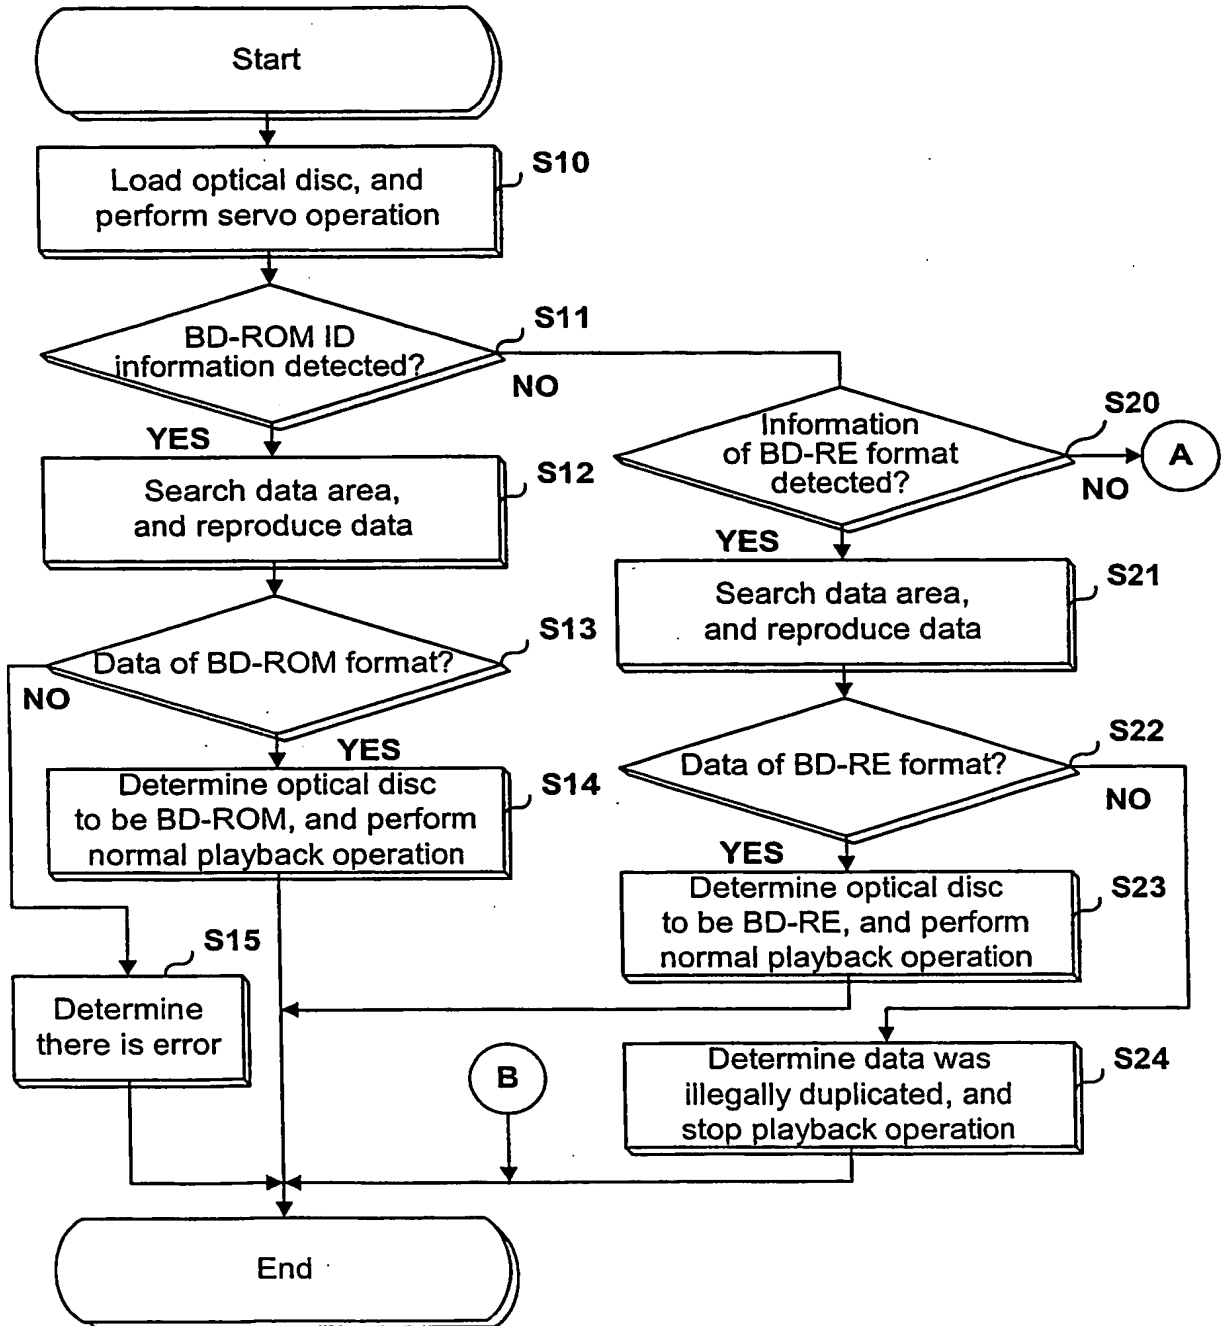 Start
S10
Load optical disc, and
perform servo operation
S11
BD-ROM ID
information detected?
NO
YES
S20
Information
of BD-RE format
detected?
A
NO
YES
S12
Search data area,
and reproduce data
S21
Search data area,
and reproduce data
S13
Data of BD-ROM format?
NO
YES
S22
Data of BD-RE format?
NO
YES
S14
Determine optical disc
to be BD-ROM, and perform
normal playback operation
S23
Determine optical disc
to be BD-RE, and perform
normal playback operation
S15
Determine
there is error
B
S24
Determine data was
illegally duplicated, and
stop playback operation
End